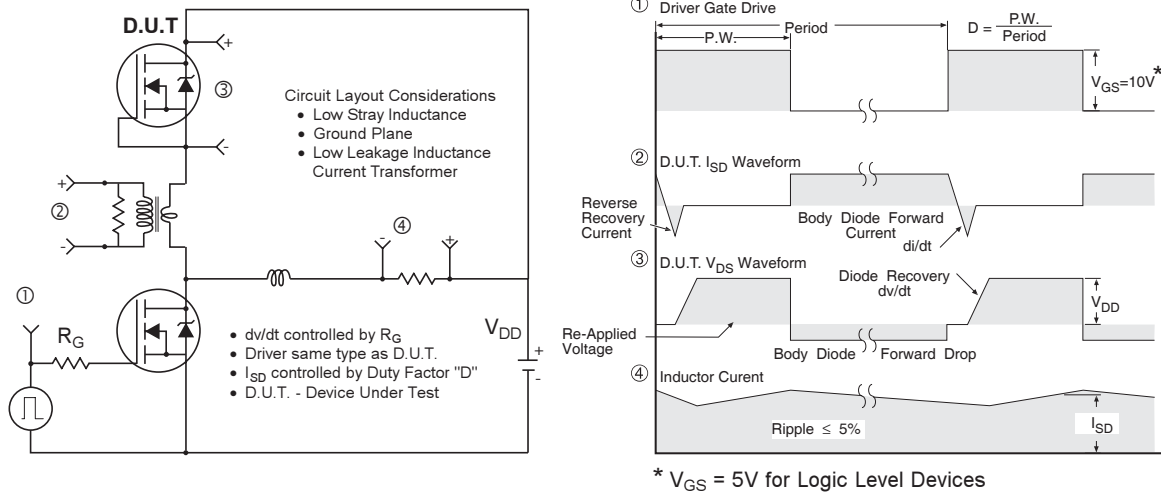 D.U.T
+
③
-
Circuit Layout Considerations
• Low Stray Inductance
• Ground Plane
• Low Leakage Inductance
Current Transformer
+
②
-
④
-
+
①
R_G
• dv/dt controlled by R_G
• Driver same type as D.U.T.
• I_SD controlled by Duty Factor "D"
• D.U.T. - Device Under Test
V_DD
+
-
① Driver Gate Drive
P.W.
Period
D = P.W. / Period
V_GS=10V *
② D.U.T. I_SD Waveform
Reverse
Recovery
Current
Body Diode Forward
Current
di/dt
③ D.U.T. V_DS Waveform
Diode Recovery
dv/dt
V_DD
Re-Applied
Voltage
Body Diode Forward Drop
④ Inductor Curent
Ripple ≤ 5%
I_SD
* V_GS = 5V for Logic Level Devices